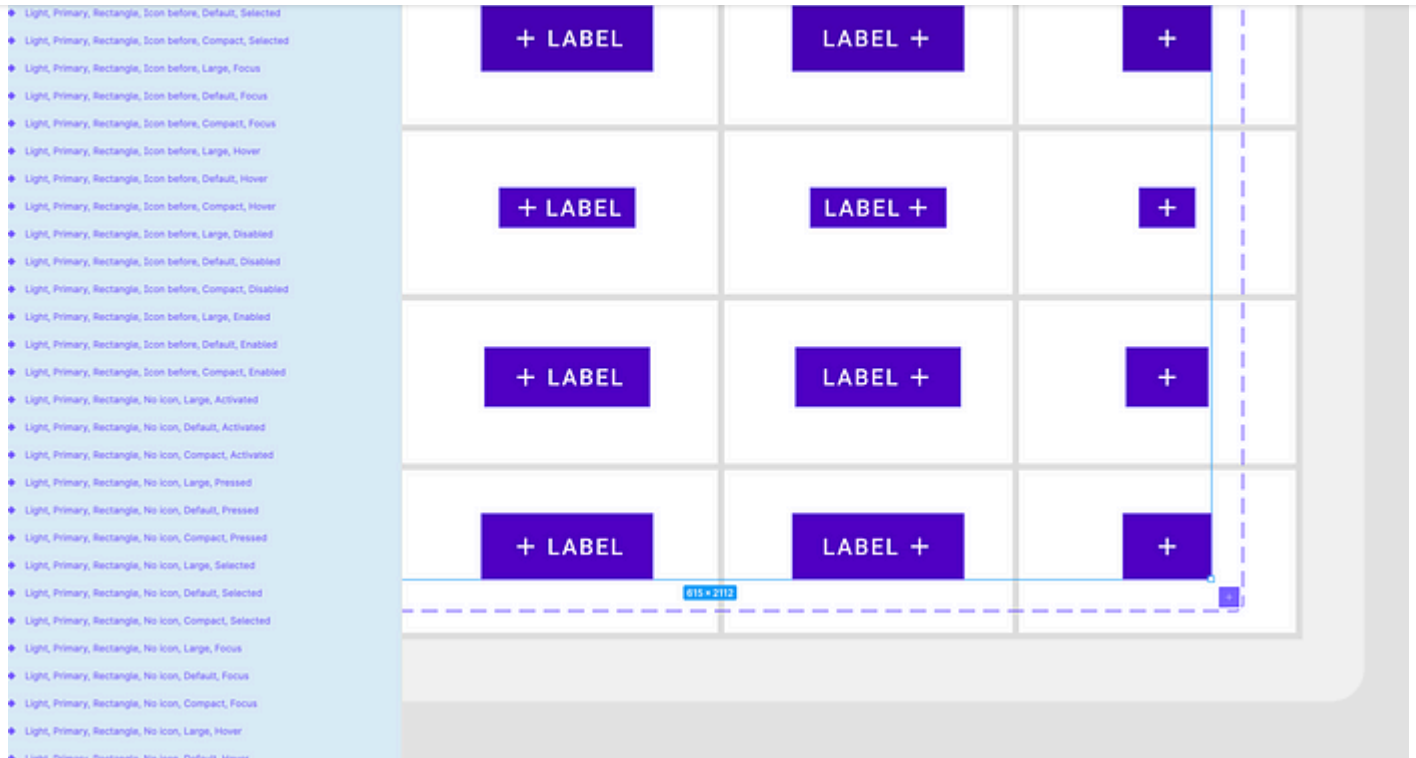 Light, Primary, Rectangle, Icon before, Default, Selected
Light, Primary, Rectangle, Icon before, Compact, Selected
Light, Primary, Rectangle, Icon before, Large, Focus
Light, Primary, Rectangle, Icon before, Default, Focus
Light, Primary, Rectangle, Icon before, Compact, Focus
Light, Primary, Rectangle, Icon before, Large, Hover
Light, Primary, Rectangle, Icon before, Default, Hover
Light, Primary, Rectangle, Icon before, Compact, Hover
Light, Primary, Rectangle, Icon before, Large, Disabled
Light, Primary, Rectangle, Icon before, Default, Disabled
Light, Primary, Rectangle, Icon before, Compact, Disabled
Light, Primary, Rectangle, Icon before, Large, Enabled
Light, Primary, Rectangle, Icon before, Default, Enabled
Light, Primary, Rectangle, Icon before, Compact, Enabled
Light, Primary, Rectangle, No icon, Large, Activated
Light, Primary, Rectangle, No icon, Default, Activated
Light, Primary, Rectangle, No icon, Compact, Activated
Light, Primary, Rectangle, No icon, Large, Pressed
Light, Primary, Rectangle, No icon, Default, Pressed
Light, Primary, Rectangle, No icon, Compact, Pressed
Light, Primary, Rectangle, No icon, Large, Selected
Light, Primary, Rectangle, No icon, Default, Selected
Light, Primary, Rectangle, No icon, Compact, Selected
Light, Primary, Rectangle, No icon, Large, Focus
Light, Primary, Rectangle, No icon, Default, Focus
Light, Primary, Rectangle, No icon, Compact, Focus
Light, Primary, Rectangle, No icon, Large, Hover
Light, Primary, Rectangle, No icon, Default, Hover
+ LABEL LABEL + +
+ LABEL LABEL + +
+ LABEL LABEL + +
+ LABEL LABEL + +
615 × 2112
+